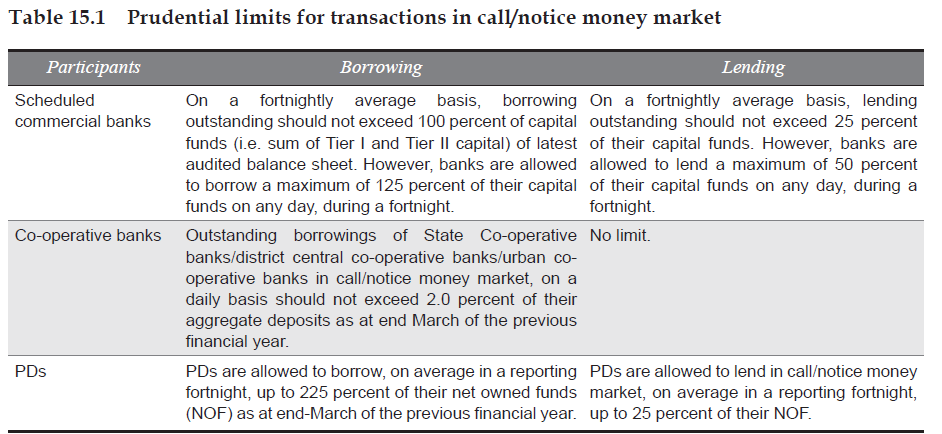 Table 15.1 Prudential limits for transactions in call/notice money market
Participants Borrowing Lending
Scheduled
commercial banks
On a fortnightly average basis, borrowing
outstanding should not exceed 100 percent of capital
funds (i.e. sum of Tier I and Tier II capital) of latest
audited balance sheet. However, banks are allowed
to borrow a maximum of 125 percent of their capital
funds on any day, during a fortnight.
On a fortnightly average basis, lending
outstanding should not exceed 25 percent
of their capital funds. However, banks are
allowed to lend a maximum of 50 percent
of their capital funds on any day, during a
fortnight.
Co-operative banks
Outstanding borrowings of State Co-operative
banks/district central co-operative banks/urban co-
operative banks in call/notice money market, on a
daily basis should not exceed 2.0 percent of their
aggregate deposits as at end March of the previous
financial year.
No limit.
PDs
PDs are allowed to borrow, on average in a reporting
fortnight, up to 225 percent of their net owned funds
(NOF) as at end-March of the previous financial year.
PDs are allowed to lend in call/notice money
market, on average in a reporting fortnight,
up to 25 percent of their NOF.